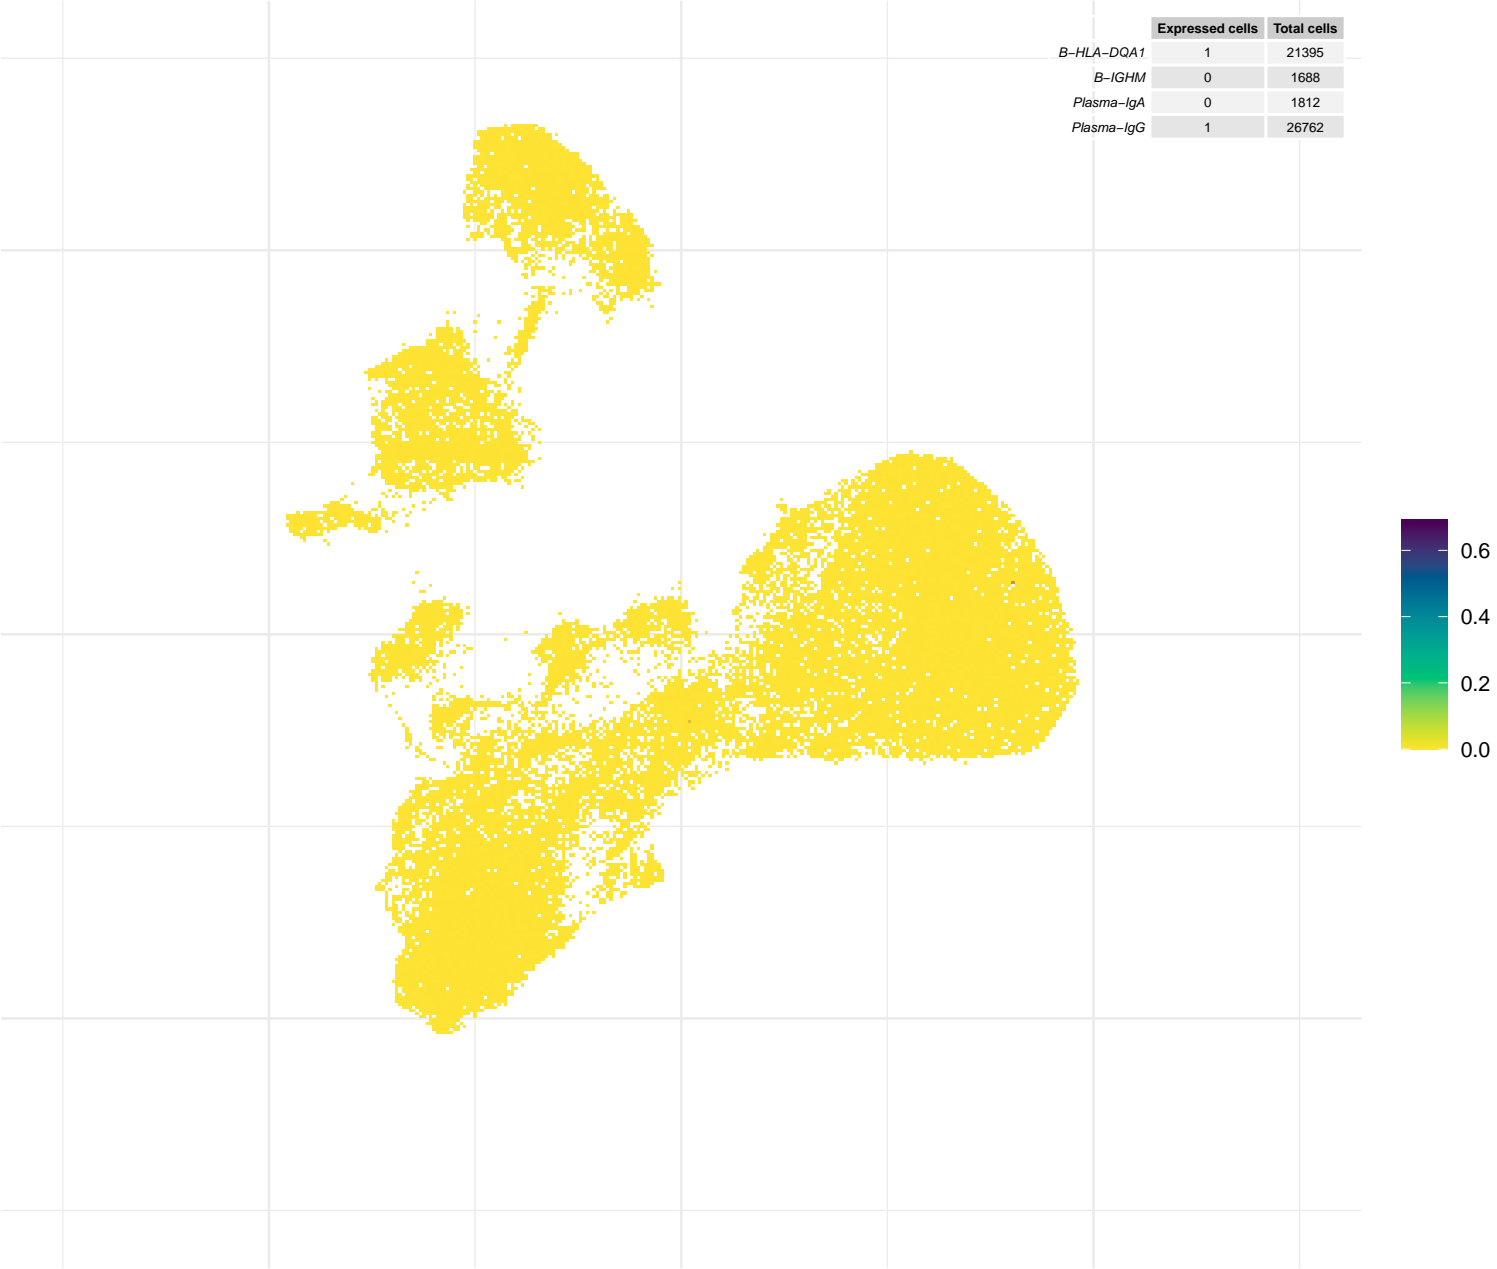 Expressed cells Total cells
B−HLA−DQA1 1 21395
B−IGHM 0 1688
Plasma−IgA 0 1812
Plasma−IgG 1 26762
0.6
0.4
0.2
0.0